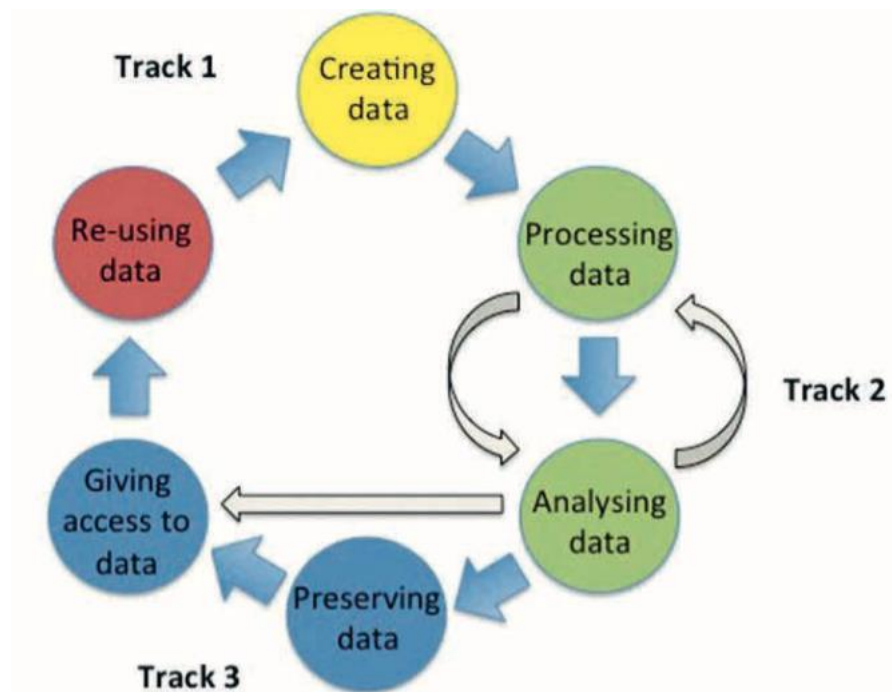 Track 1
Creating
data
Re-using
data
Processing
data
Track 2
Giving
access to
data
Analysing
data
Preserving
data
Track 3